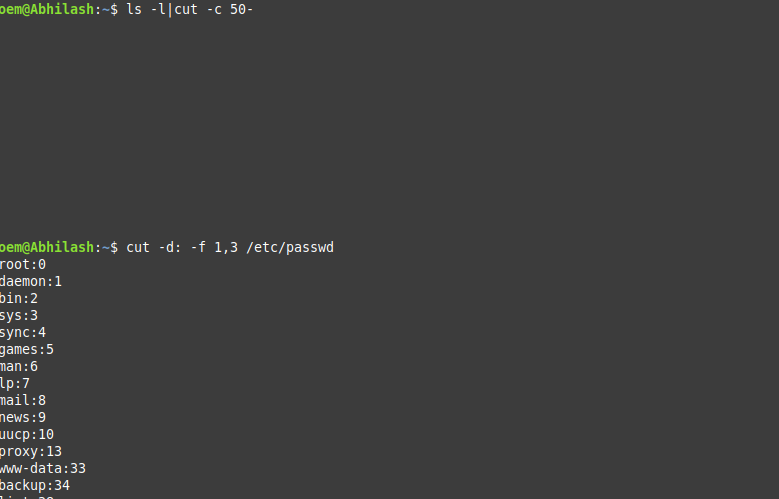 oem@Abhilash:~$ ls -l|cut -c 50-
oem@Abhilash:~$ cut -d: -f 1,3 /etc/passwd
root:0
daemon:1
bin:2
sys:3
sync:4
games:5
man:6
lp:7
mail:8
news:9
uucp:10
proxy:13
www-data:33
backup:34